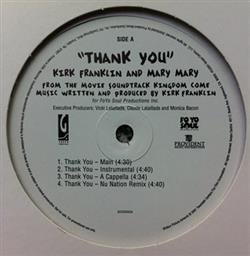 SIDE A
"THANK YOU"
KIRK FRANKLIN AND MARY MARY
FROM THE MOVIE SOUNDTRACK KINGDOM COME
MUSIC WRITTEN AND PRODUCED BY KIRK FRANKLIN
for FoYo Soul Productions Inc.
Executive Producers: Vicki Lataillade, Claude Lataillade and Monica Bacon
FO YO
SOUL
PROVIDENT
1. Thank You – Main (4:30)
2. Thank You – Instrumental (4:40)
3. Thank You – A Cappella (4:34)
4. Thank You – Nu Nation Remix (4:40)